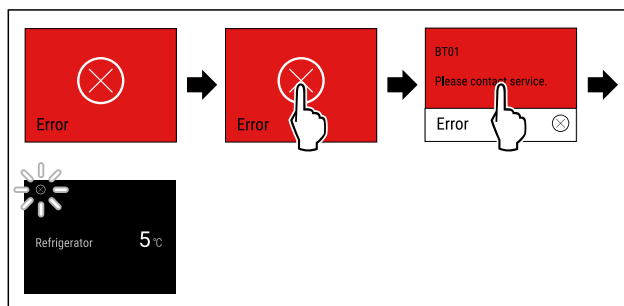 Error
Error
BT01
Please contact service.
Error
Refrigerator 5 °C